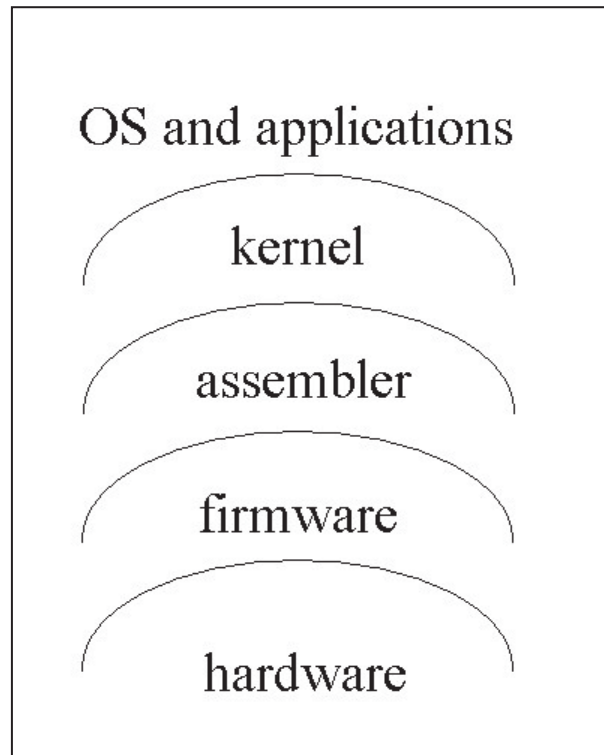 OS and applications
kernel
assembler
firmware
hardware